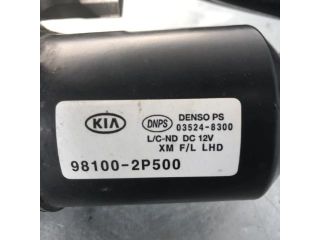 KIA
DNPS
DENSO PS
03524-8300
L/C-ND DC 12V
XM F/L LHD
98100-2P500